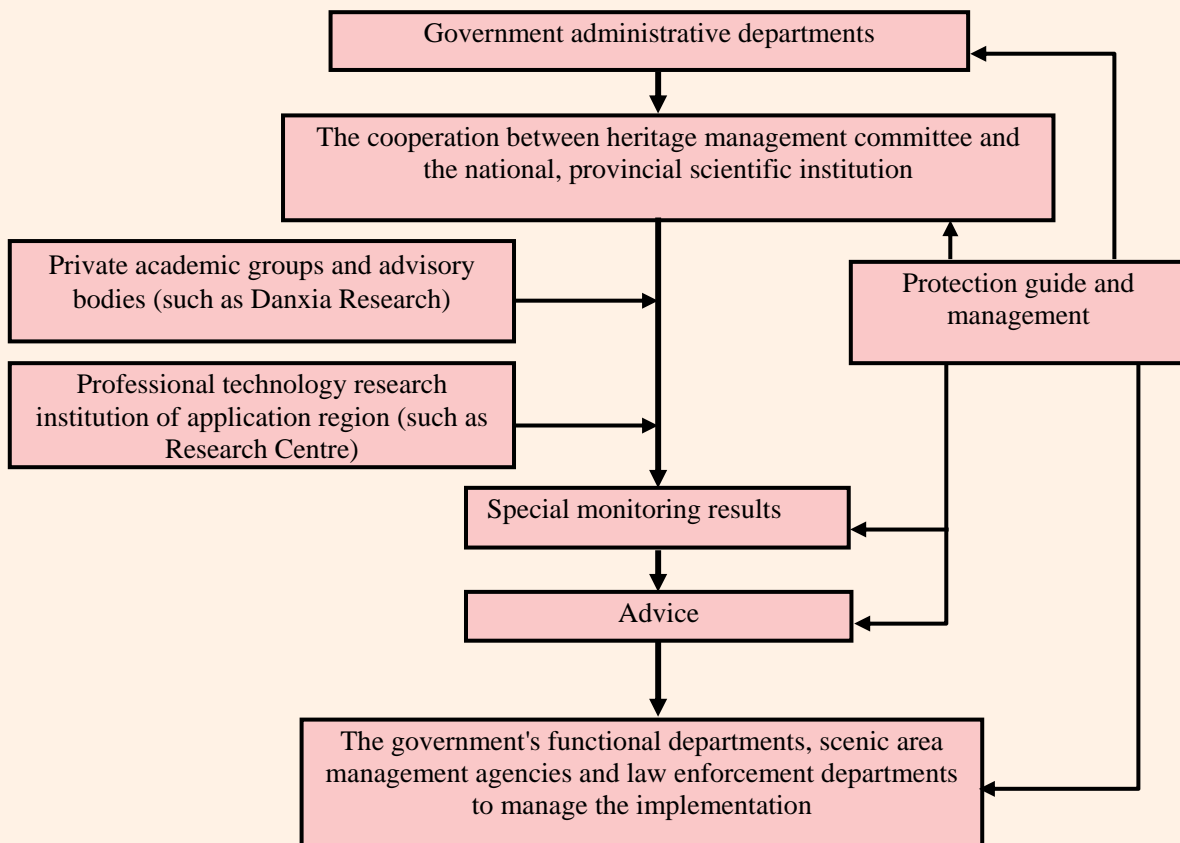 Government administrative departments
The cooperation between heritage management committee and
the national, provincial scientific institution
Private academic groups and advisory
bodies (such as Danxia Research)
Protection guide and
management
Professional technology research
institution of application region (such as
Research Centre)
Special monitoring results
Advice
The government's functional departments, scenic area
management agencies and law enforcement departments
to manage the implementation